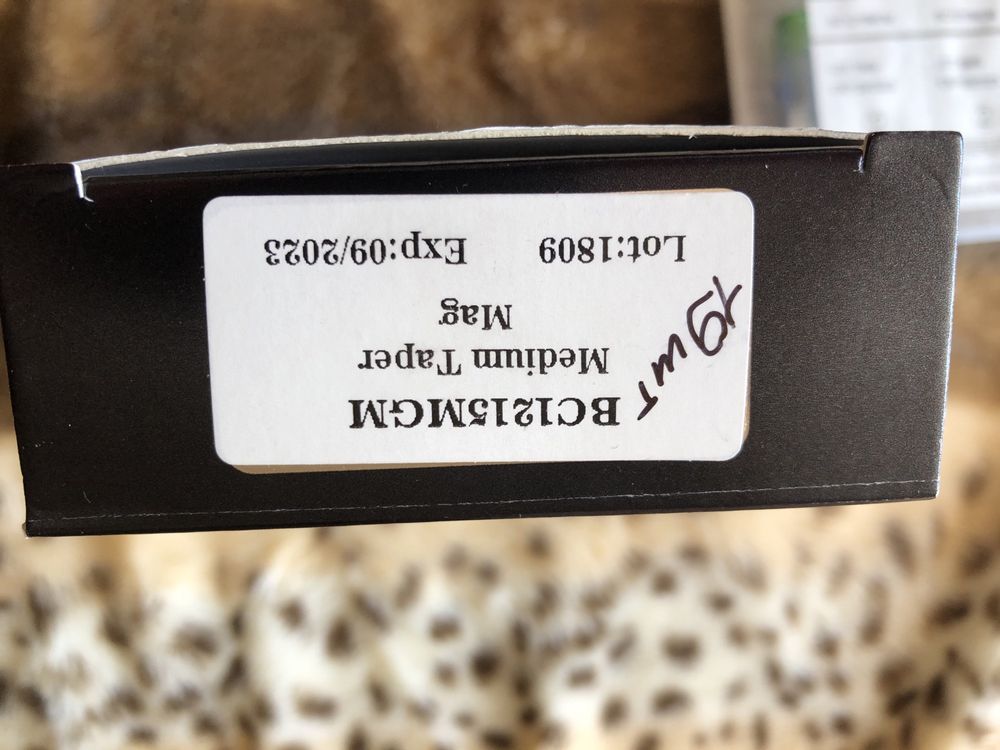 BC1215MGM
Medium Taper
Mag
Lot:1809 Exp:09/2023